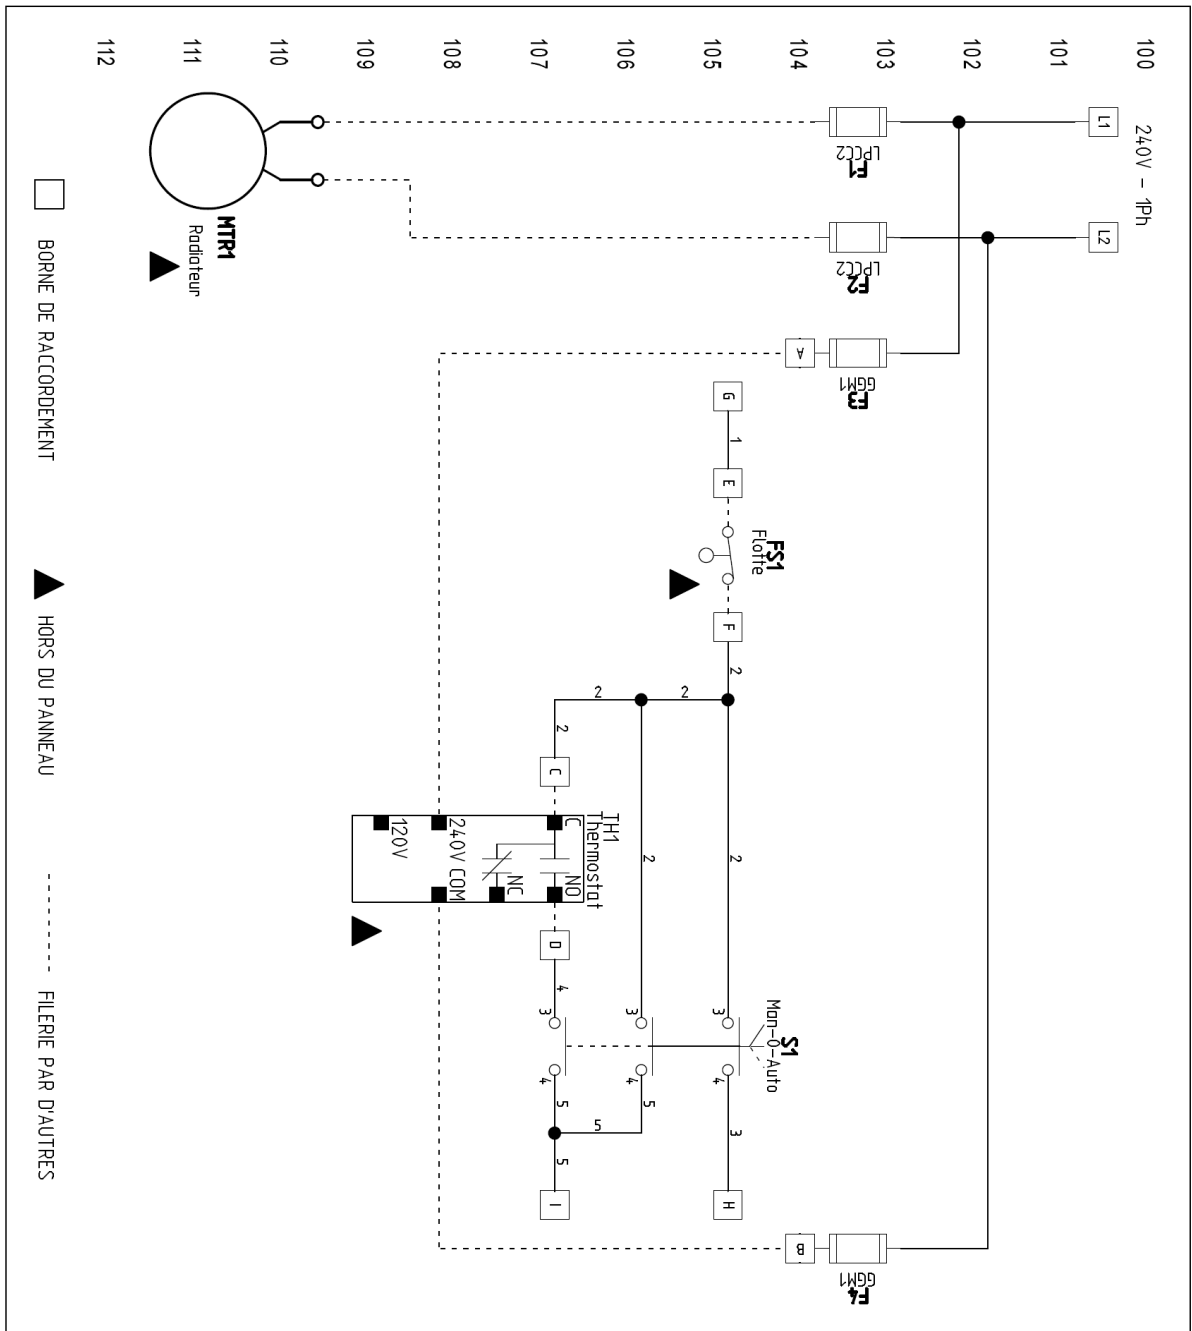 240V - 1Ph
100
101
102
103
104
105
106
107
108
109
110
111
112
L1
L2
F1
LPCC2
F2
LPCC2
MTR1
Radiateur
F3
GGM1
A
B
F4
GGM1
G
1
E
FS1
Flotte
F
2
2
2
2
2
2
S1
Man-0-Auto
3
4
3
H
3
4
5
C
TH1
Thermostat
C
NO
NC
240V
COM
120V
D
4
3
4
5
5
5
I
BORNE DE RACCORDEMENT
HORS DU PANNEAU
FILERIE PAR D'AUTRES